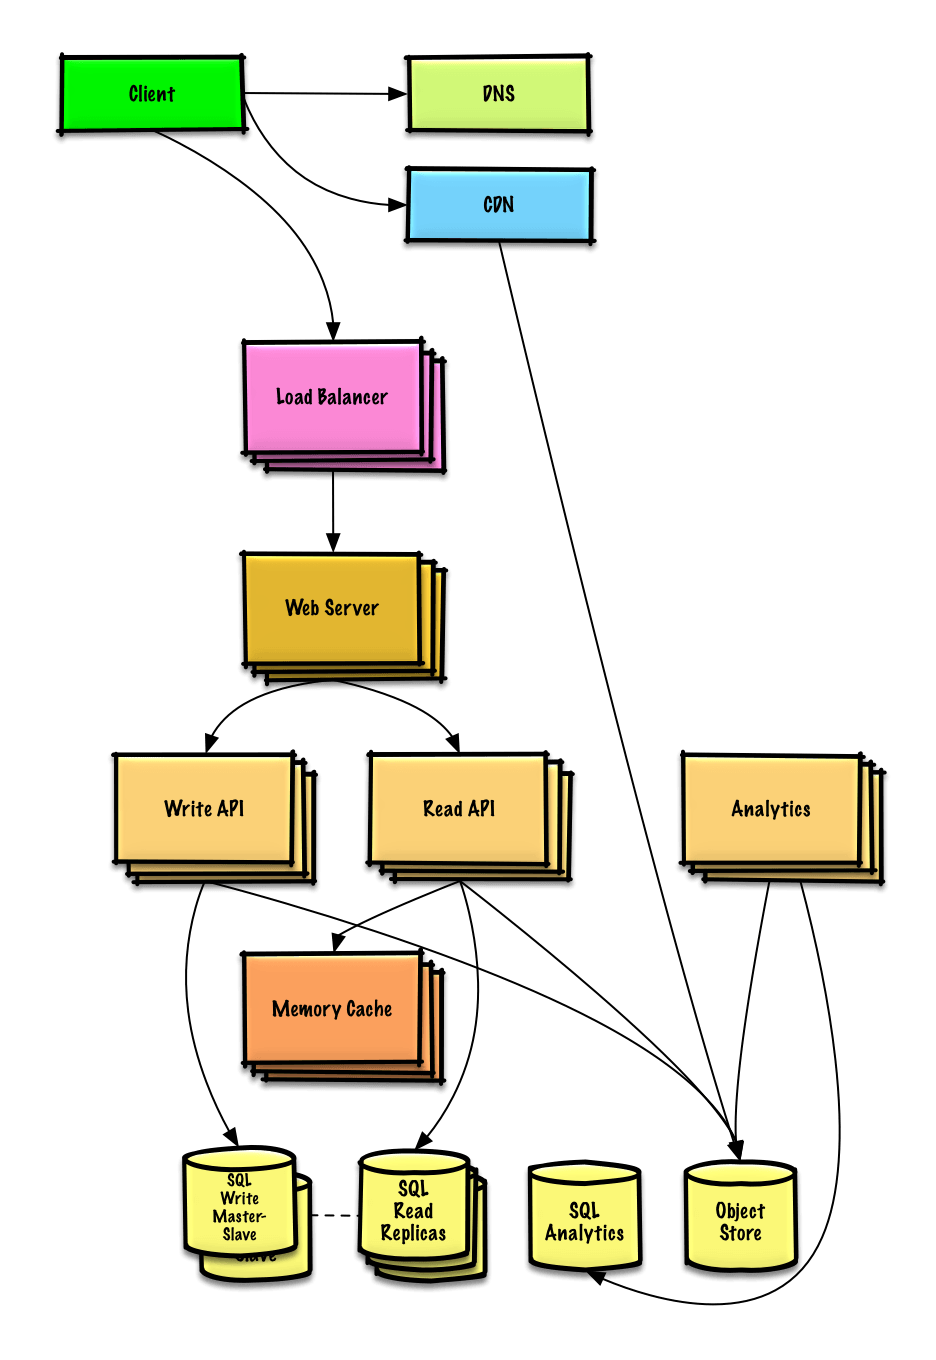 Client
DNS
CDN
Load Balancer
Web Server
Write API
Read API
Analytics
Memory Cache
SQL
Write
Master-
Slave
Slave
SQL
Read
Replicas
SQL
Analytics
Object
Store